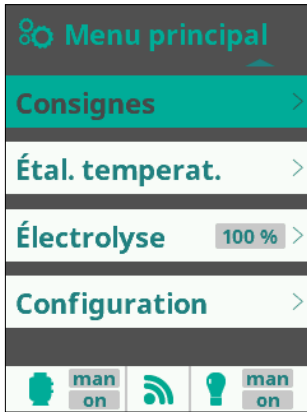 Menu principal
Consignes
Étal. temperat.
Électrolyse 100 %
Configuration
man man
on on